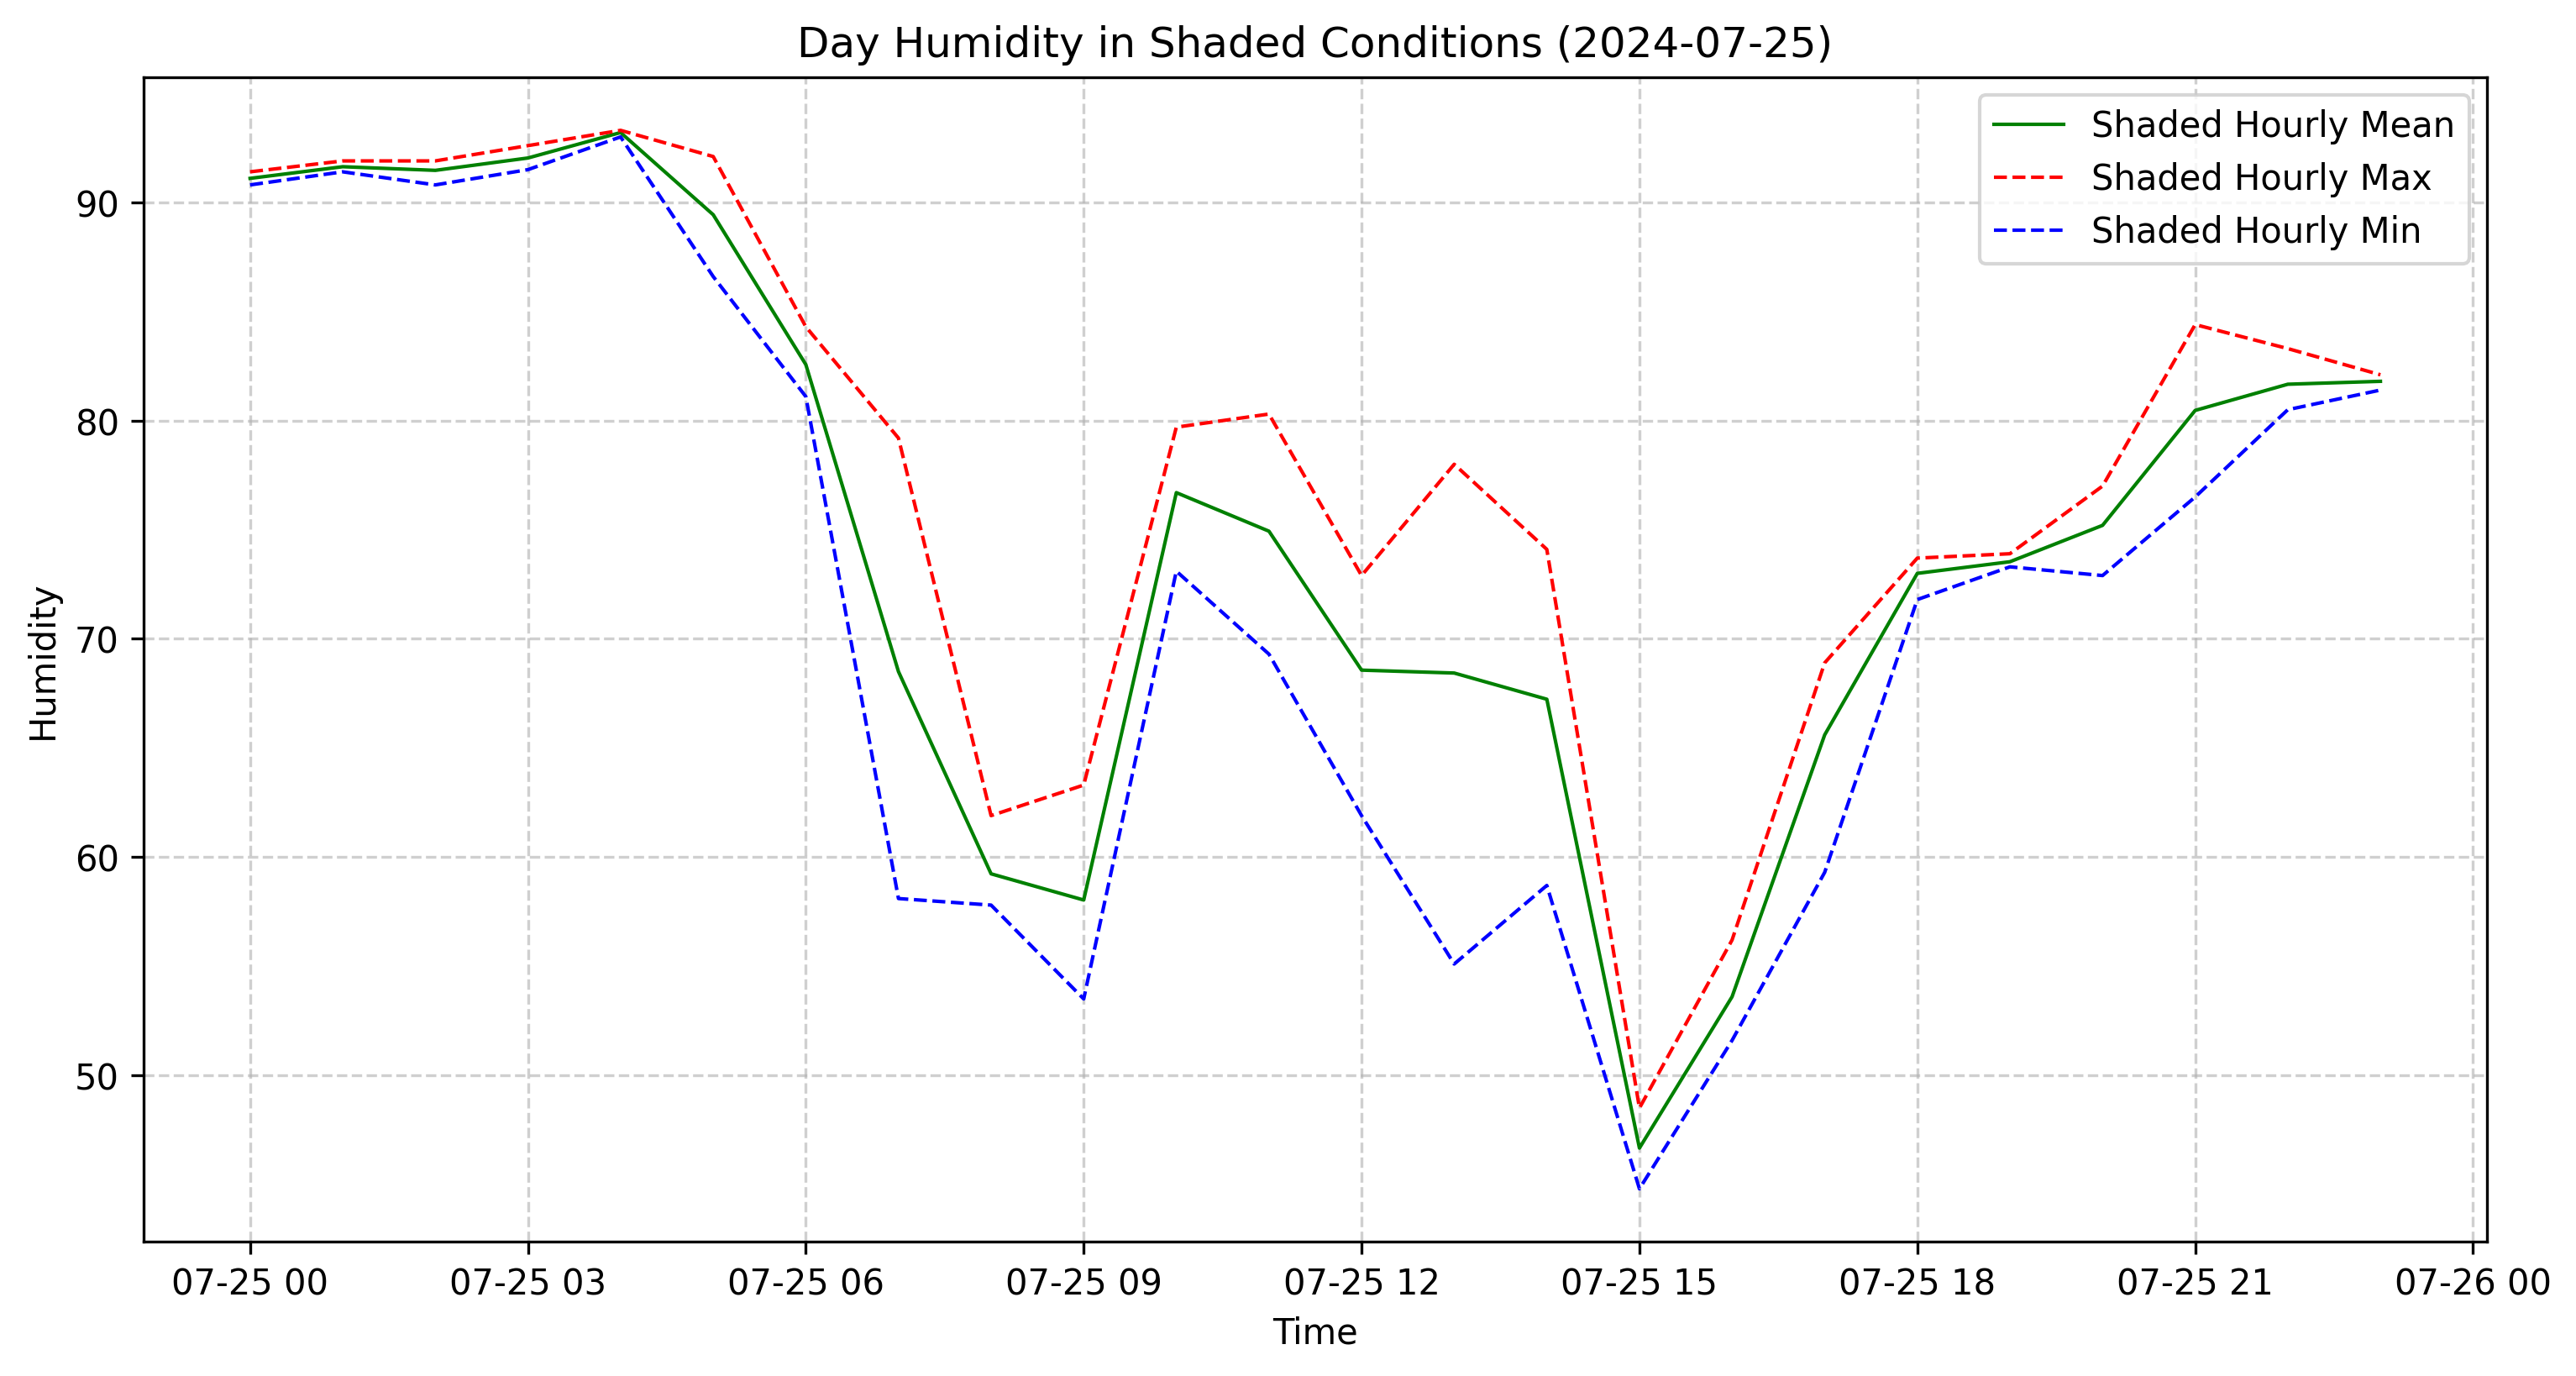 Day Humidity in Shaded Conditions (2024-07-25)
Shaded Hourly Mean
Shaded Hourly Max
Shaded Hourly Min
Humidity
90
80
70
60
50
07-25 00
07-25 03
07-25 06
07-25 09
07-25 12
07-25 15
07-25 18
07-25 21
07-26 00
Time